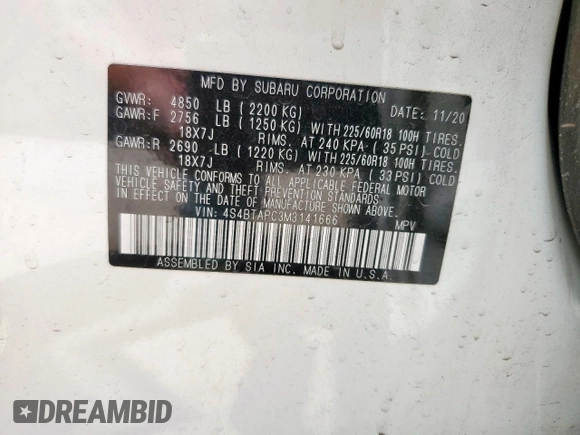 MFD BY SUBARU CORPORATION
GVWR: 4850 LB ( 2200 KG) DATE: 11/20
GAWR:F 2756 LB ( 1250 KG) WITH 225/60R18 100H TIRES,
18X7J RIMS, AT 240 KPA ( 35 PSI) COLD
GAWR:R 2690 LB ( 1220 KG) WITH 225/60R18 100H TIRES,
18X7J RIMS, AT 230 KPA ( 33 PSI) COLD
THIS VEHICLE CONFORMS TO ALL APPLICABLE FEDERAL MOTOR
VEHICLE SAFETY AND THEFT PREVENTION STANDARDS
IN EFFECT ON THE DATE OF MANUFACTURE SHOWN ABOVE.
VIN: 4S4BTAPC3M3141666 MPV
ASSEMBLED BY SIA INC. MADE IN U.S.A.
DREAMBID